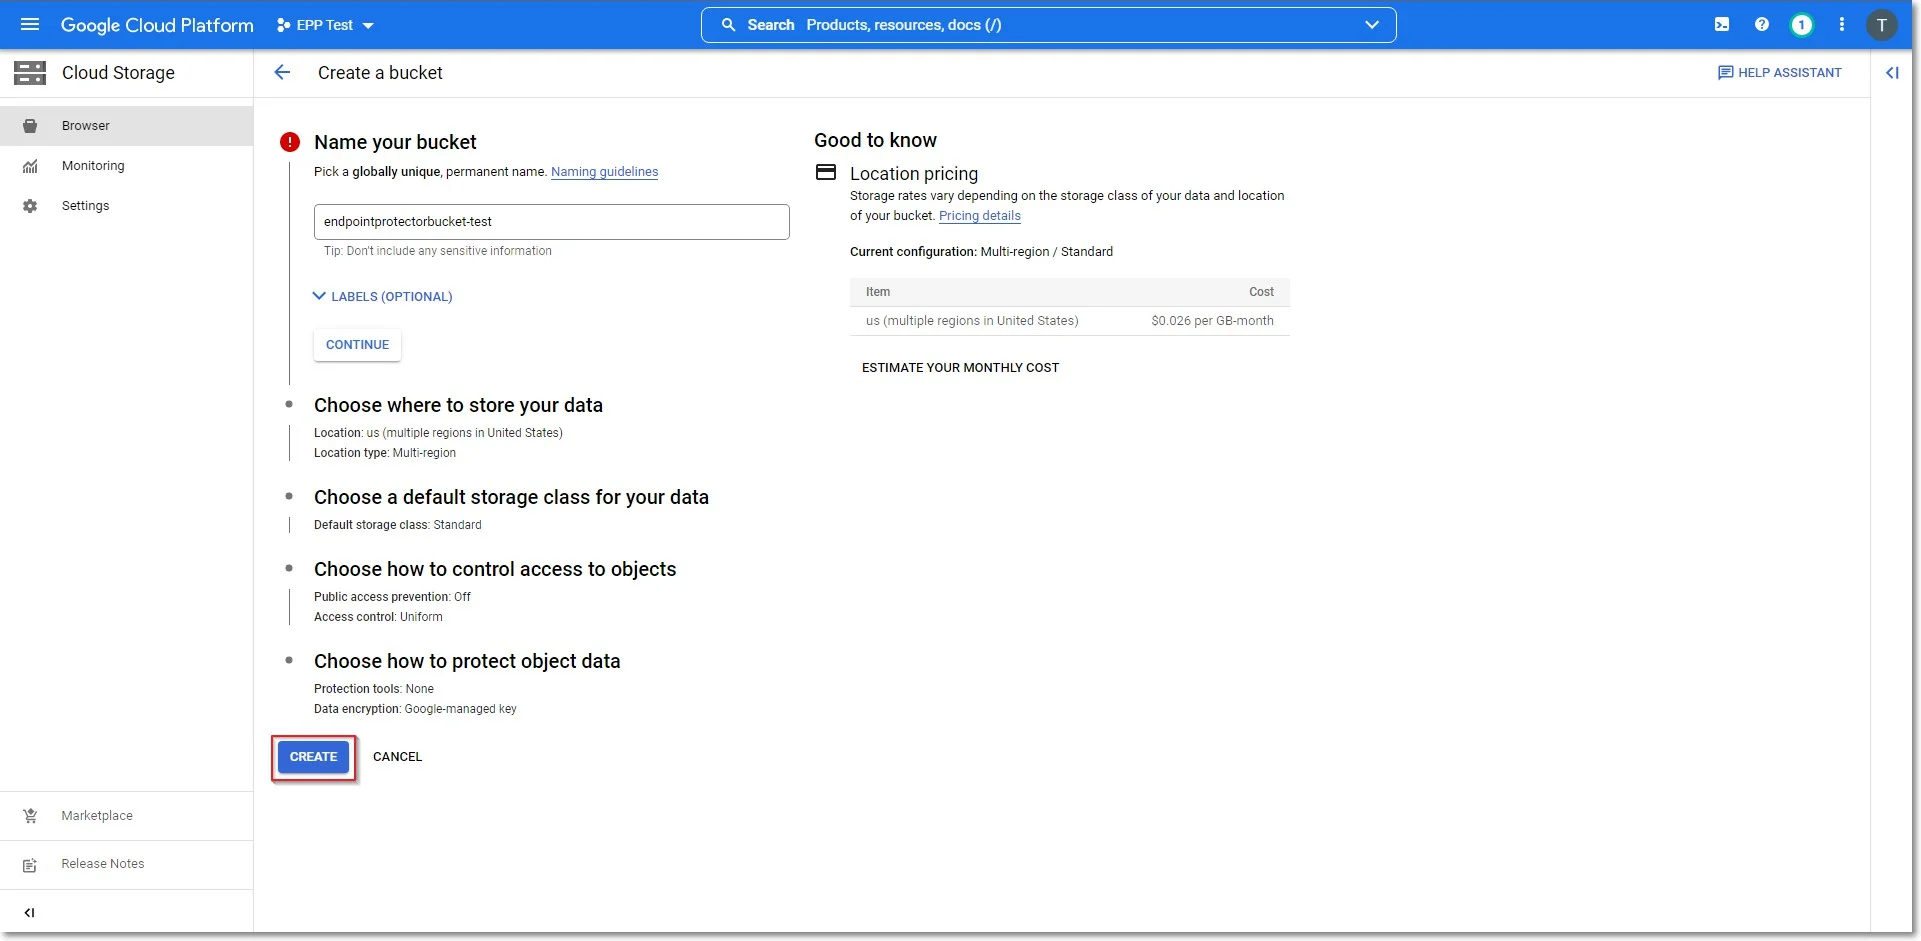 Google Cloud Platform
EPP Test
Search Products, resources, docs (/)
1
T
Cloud Storage
Create a bucket
HELP ASSISTANT
Browser
Monitoring
Settings
Name your bucket
Pick a globally unique, permanent name. Naming guidelines
endpointprotectorbucket-test
Tip: Don't include any sensitive information
LABELS (OPTIONAL)
CONTINUE
Choose where to store your data
Location: us (multiple regions in United States)
Location type: Multi-region
Choose a default storage class for your data
Default storage class: Standard
Choose how to control access to objects
Public access prevention: Off
Access control: Uniform
Choose how to protect object data
Protection tools: None
Data encryption: Google-managed key
CREATE
CANCEL
Good to know
Location pricing
Storage rates vary depending on the storage class of your data and location
of your bucket. Pricing details
Current configuration: Multi-region / Standard
Item Cost
us (multiple regions in United States) $0.026 per GB-month
ESTIMATE YOUR MONTHLY COST
Marketplace
Release Notes